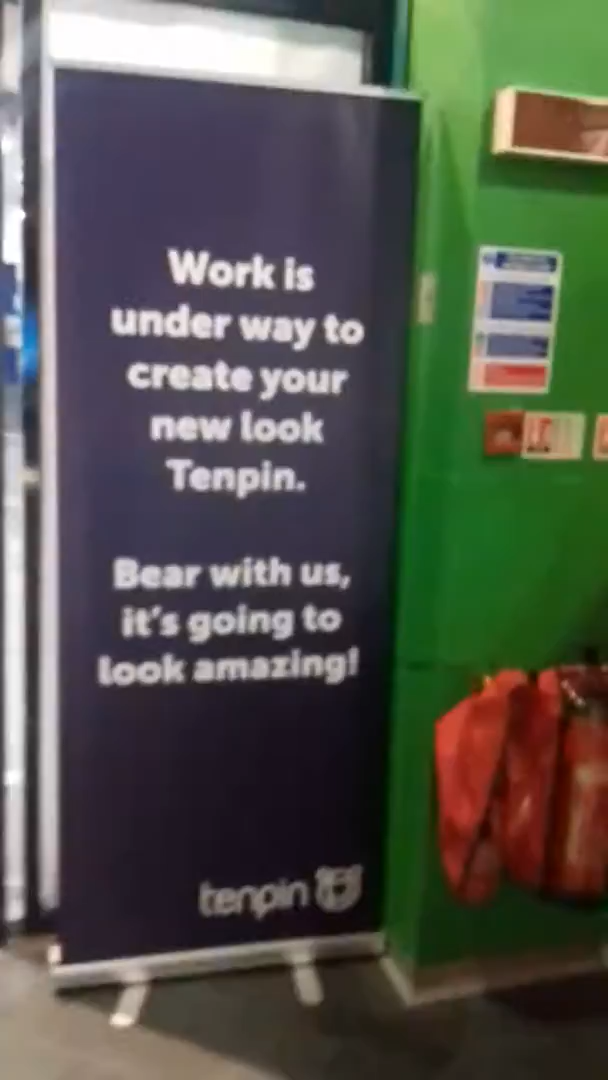 Work is
under way to
create your
new look
Tenpin.
Bear with us,
it's going to
look amazing!
tenpin